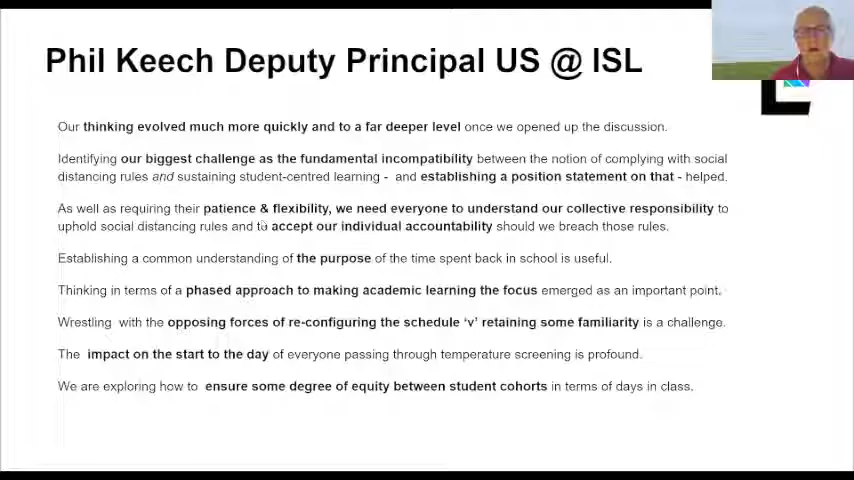 Phil Keech Deputy Principal US @ ISL
Our thinking evolved much more quickly and to a far deeper level once we opened up the discussion.
Identifying our biggest challenge as the fundamental incompatibility between the notion of complying with social
distancing rules and sustaining student-centred learning - and establishing a position statement on that - helped.
As well as requiring their patience & flexibility, we need everyone to understand our collective responsibility to
uphold social distancing rules and to accept our individual accountability should we breach those rules.
Establishing a common understanding of the purpose of the time spent back in school is useful.
Thinking in terms of a phased approach to making academic learning the focus emerged as an important point.
Wrestling with the opposing forces of re-configuring the schedule ‘v’ retaining some familiarity is a challenge.
The impact on the start to the day of everyone passing through temperature screening is profound.
We are exploring how to ensure some degree of equity between student cohorts in terms of days in class.